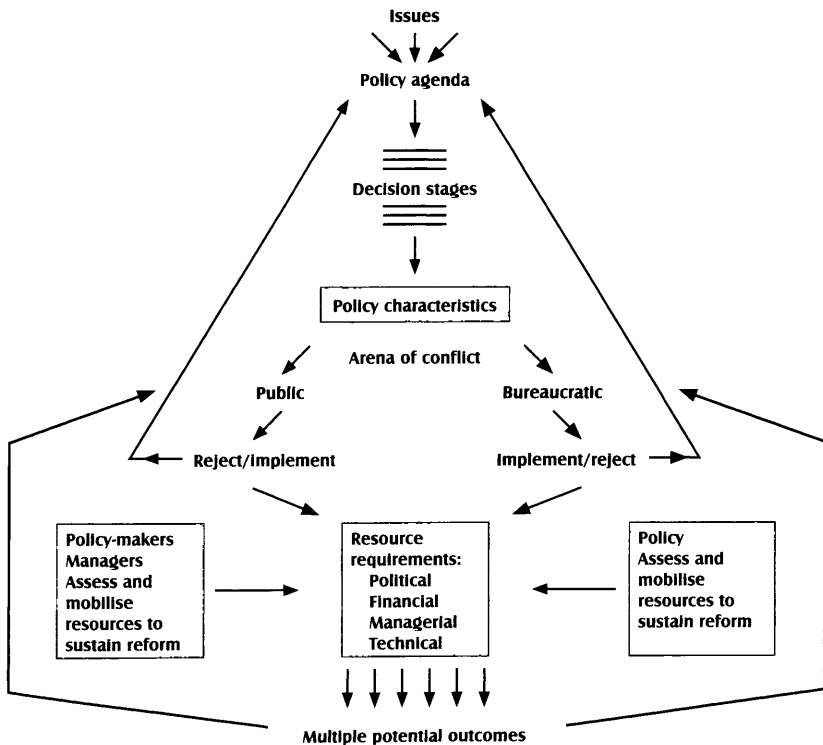 Issues
Policy agenda
Decision stages
Policy characteristics
Arena of conflict
Public
Bureaucratic
Reject/implement
Implement/reject
Policy-makers
Managers
Assess and
mobilise
resources to
sustain reform
Resource
requirements:
Political
Financial
Managerial
Technical
Policy
Assess and
mobilise
resources to
sustain reform
Multiple potential outcomes